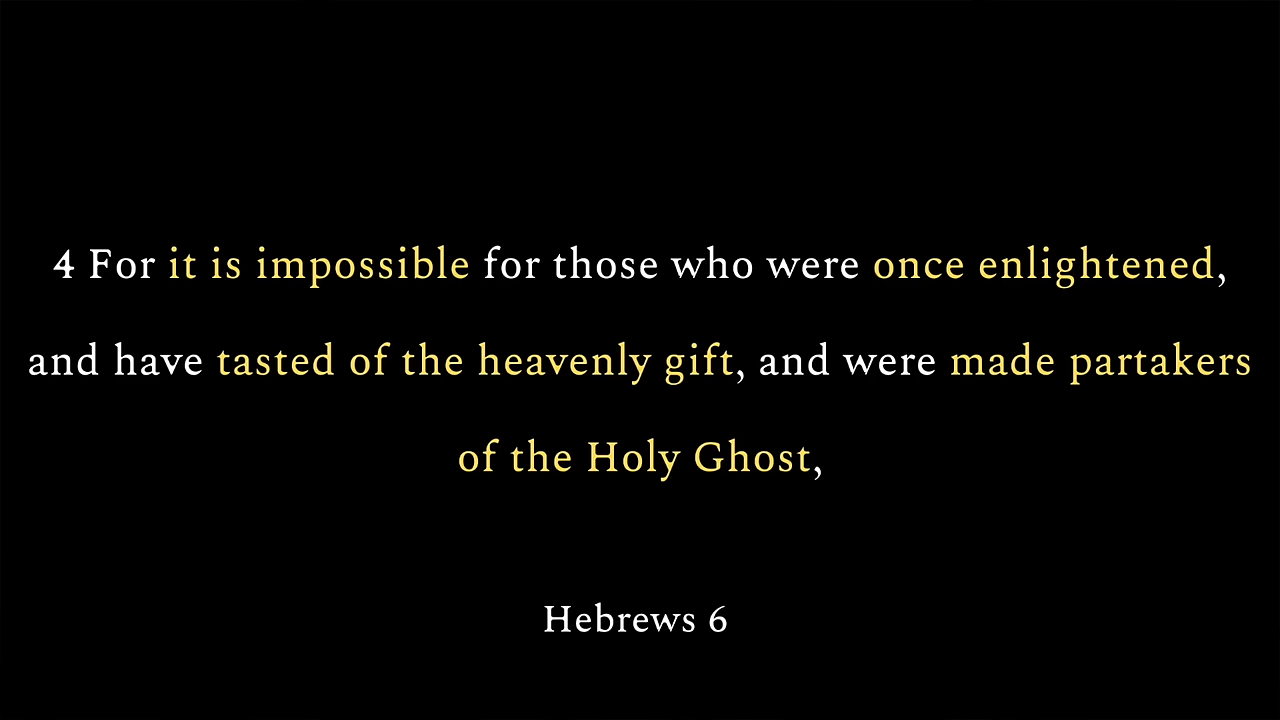 4 For it is impossible for those who were once enlightened,
and have tasted of the heavenly gift, and were made partakers
of the Holy Ghost,
Hebrews 6